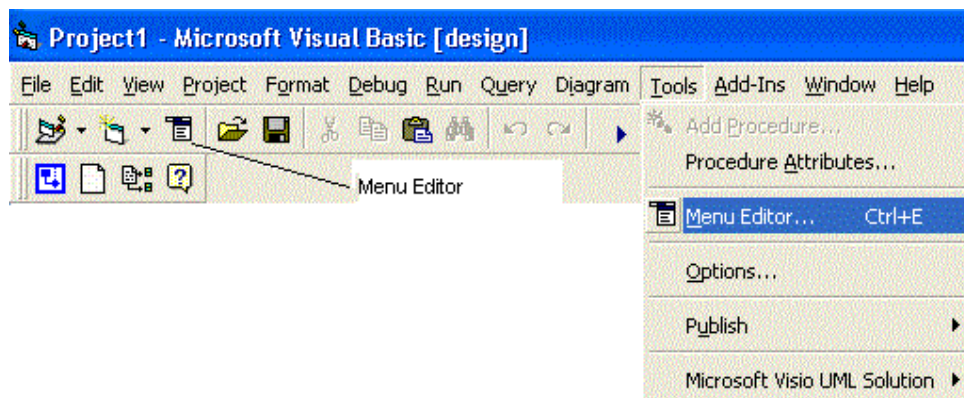 Project1 - Microsoft Visual Basic [design]
File Edit View Project Format Debug Run Query Diagram Tools Add-Ins Window Help
Add Procedure...
Procedure Attributes...
Menu Editor
Menu Editor... Ctrl+E
Options...
Publish
Microsoft Visio UML Solution